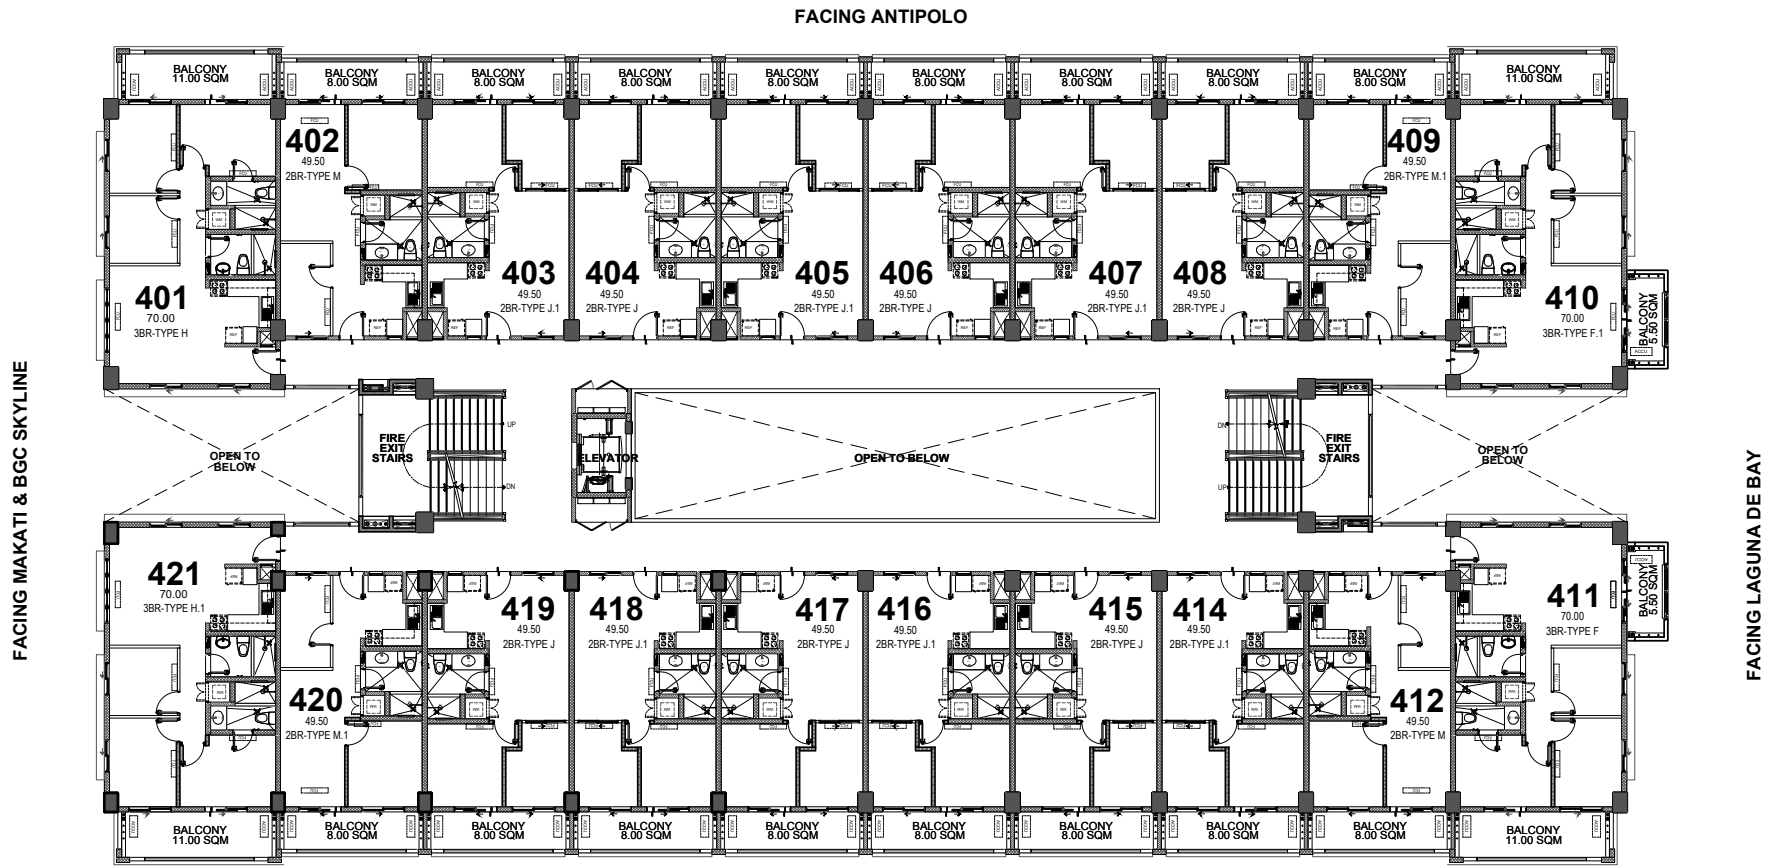 FACING ANTIPOLO
BALCONY
11.00 SQM
BALCONY
8.00 SQM
BALCONY
8.00 SQM
BALCONY
8.00 SQM
BALCONY
8.00 SQM
BALCONY
8.00 SQM
BALCONY
8.00 SQM
BALCONY
8.00 SQM
BALCONY
8.00 SQM
BALCONY
11.00 SQM
401
70.00
3BR-TYPE H
402
49.50
2BR-TYPE M
403
49.50
2BR-TYPE J.1
404
49.50
2BR-TYPE J
405
49.50
2BR-TYPE J.1
406
49.50
2BR-TYPE J
407
49.50
2BR-TYPE J.1
408
49.50
2BR-TYPE J
409
49.50
2BR-TYPE M.1
410
70.00
3BR-TYPE F.1
BALCONY
5.50 SQM
ACCU
FACING MAKATI & BGC SKYLINE
OPEN TO
BELOW
FIRE
EXIT
STAIRS
UP
DN
ELEVATOR
OPEN TO BELOW
DN
UP
FIRE
EXIT
STAIRS
OPEN TO
BELOW
FACING LAGUNA DE BAY
421
70.00
3BR-TYPE H.1
420
49.50
2BR-TYPE M.1
419
49.50
2BR-TYPE J
418
49.50
2BR-TYPE J.1
417
49.50
2BR-TYPE J
416
49.50
2BR-TYPE J.1
415
49.50
2BR-TYPE J
414
49.50
2BR-TYPE J.1
412
49.50
2BR-TYPE M
411
70.00
3BR-TYPE F
BALCONY
5.50 SQM
BALCONY
11.00 SQM
BALCONY
8.00 SQM
BALCONY
8.00 SQM
BALCONY
8.00 SQM
BALCONY
8.00 SQM
BALCONY
8.00 SQM
BALCONY
8.00 SQM
BALCONY
8.00 SQM
BALCONY
8.00 SQM
BALCONY
11.00 SQM